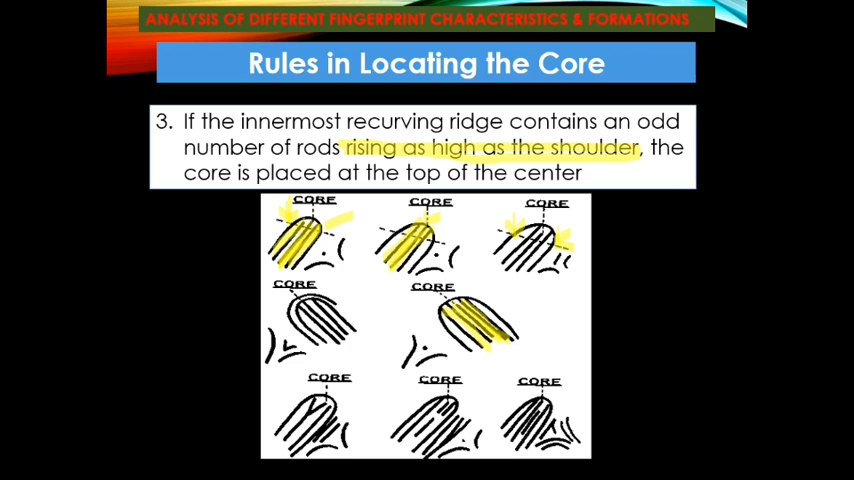 ANALYSIS OF DIFFERENT FINGERPRINT CHARACTERISTICS & FORMATIONS
Rules in Locating the Core
3. If the innermost recurving ridge contains an odd
number of rods rising as high as the shoulder, the
core is placed at the top of the center
CORE CORE CORE
CORE CORE
CORE CORE CORE